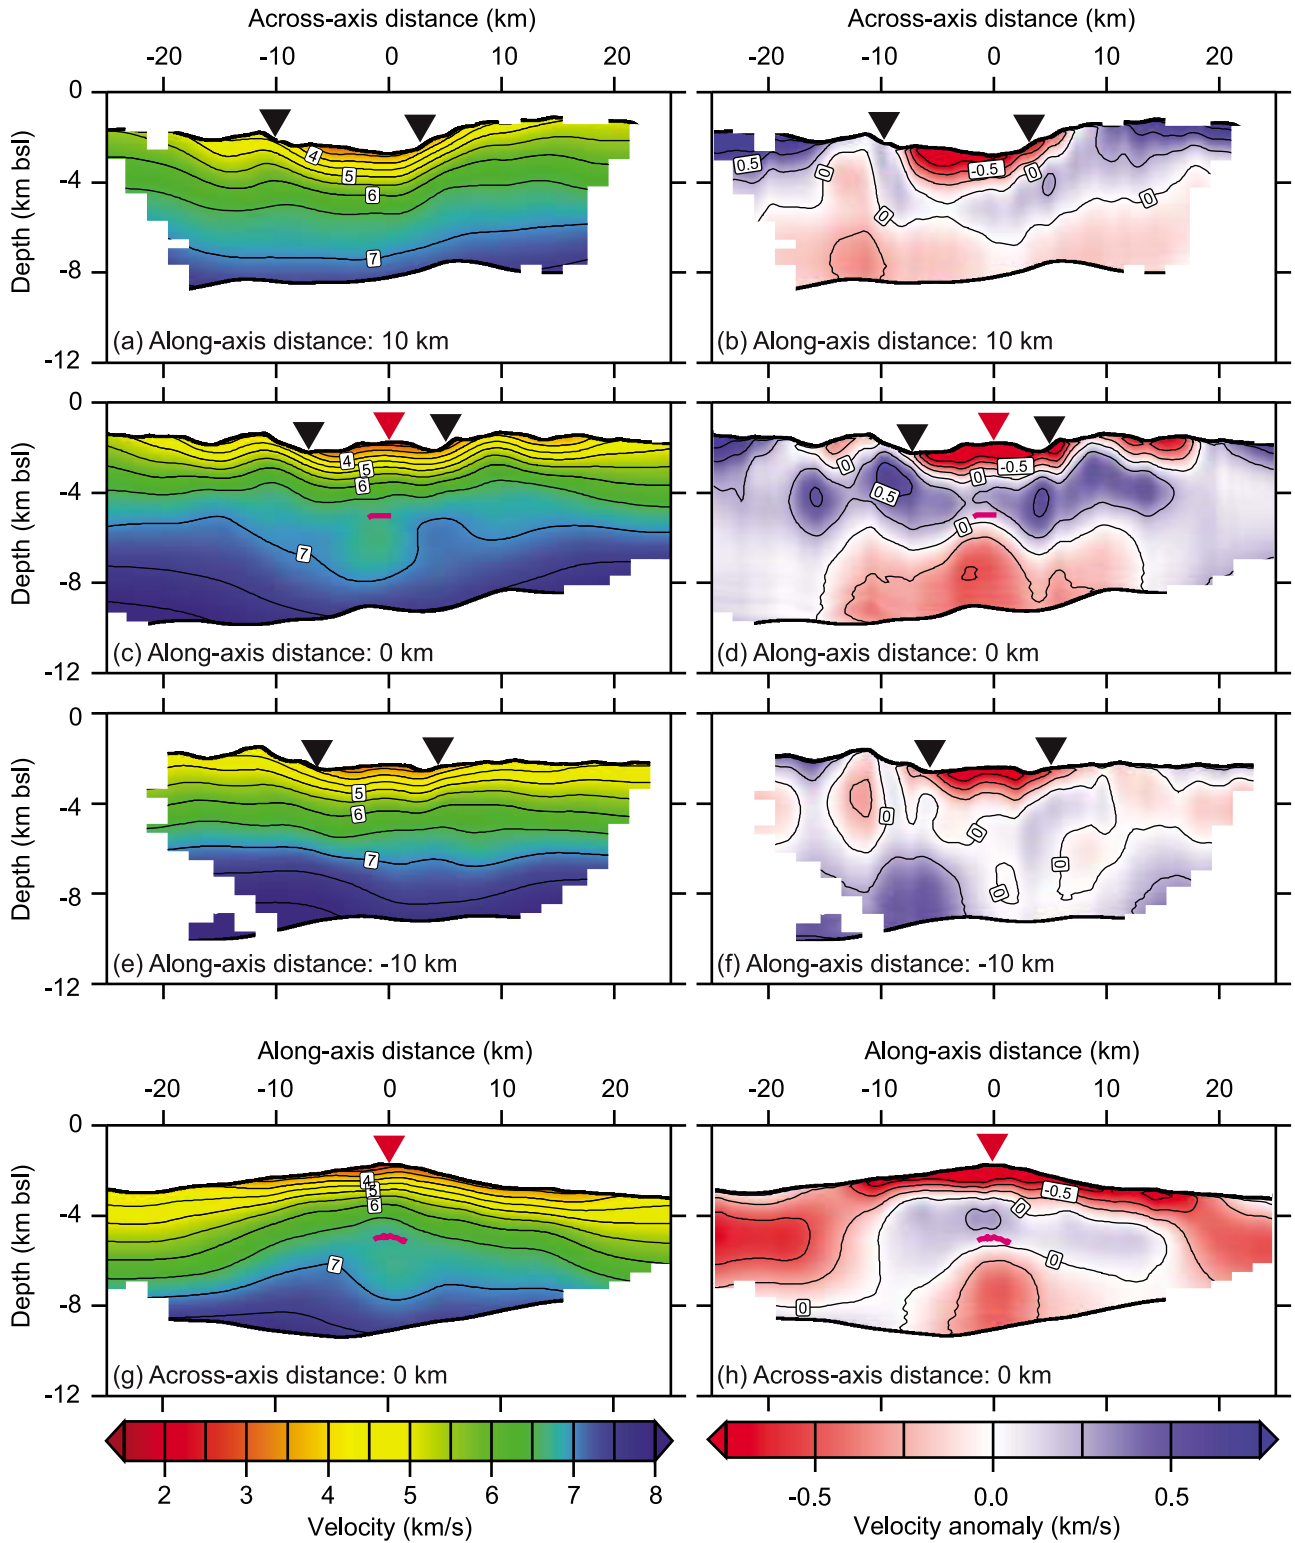 Across-axis distance (km)
Across-axis distance (km)
-20 -10 0 10 20
-20 -10 0 10 20
Depth (km bsl)
0
-4
-8
-12
4
5
6
7
(a) Along-axis distance: 10 km
0.5
0
-0.5
0
0
0
(b) Along-axis distance: 10 km
Depth (km bsl)
0
-4
-8
-12
4
5
6
7
(c) Along-axis distance: 0 km
0
-0.5
0
0.5
0
(d) Along-axis distance: 0 km
Depth (km bsl)
0
-4
-8
-12
5
6
7
(e) Along-axis distance: -10 km
0
0
0
0
(f) Along-axis distance: -10 km
Along-axis distance (km)
Along-axis distance (km)
-20 -10 0 10 20
-20 -10 0 10 20
Depth (km bsl)
0
-4
-8
-12
4
5
6
7
(g) Across-axis distance: 0 km
-0.5
0
0
0
(h) Across-axis distance: 0 km
2 3 4 5 6 7 8
Velocity (km/s)
-0.5 0.0 0.5
Velocity anomaly (km/s)